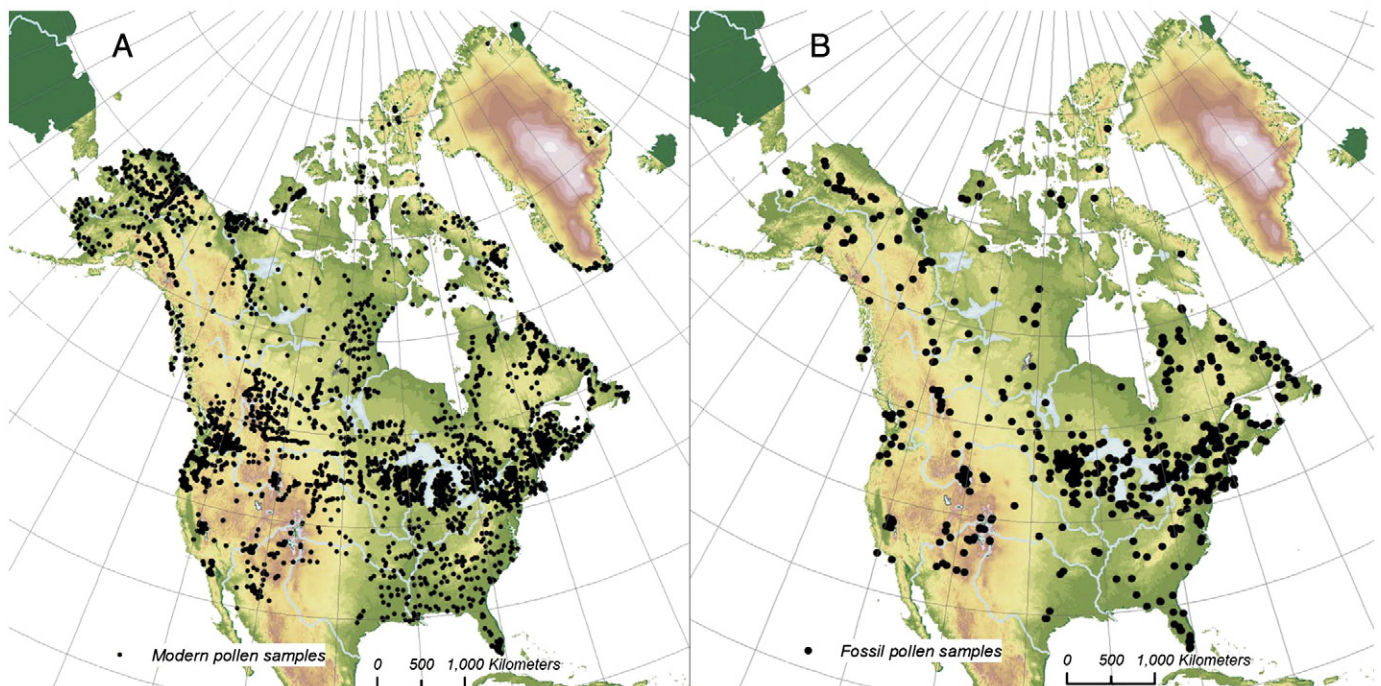 A
Modern pollen samples
0 500 1,000 Kilometers
B
Fossil pollen samples
0 500 1,000 Kilometers